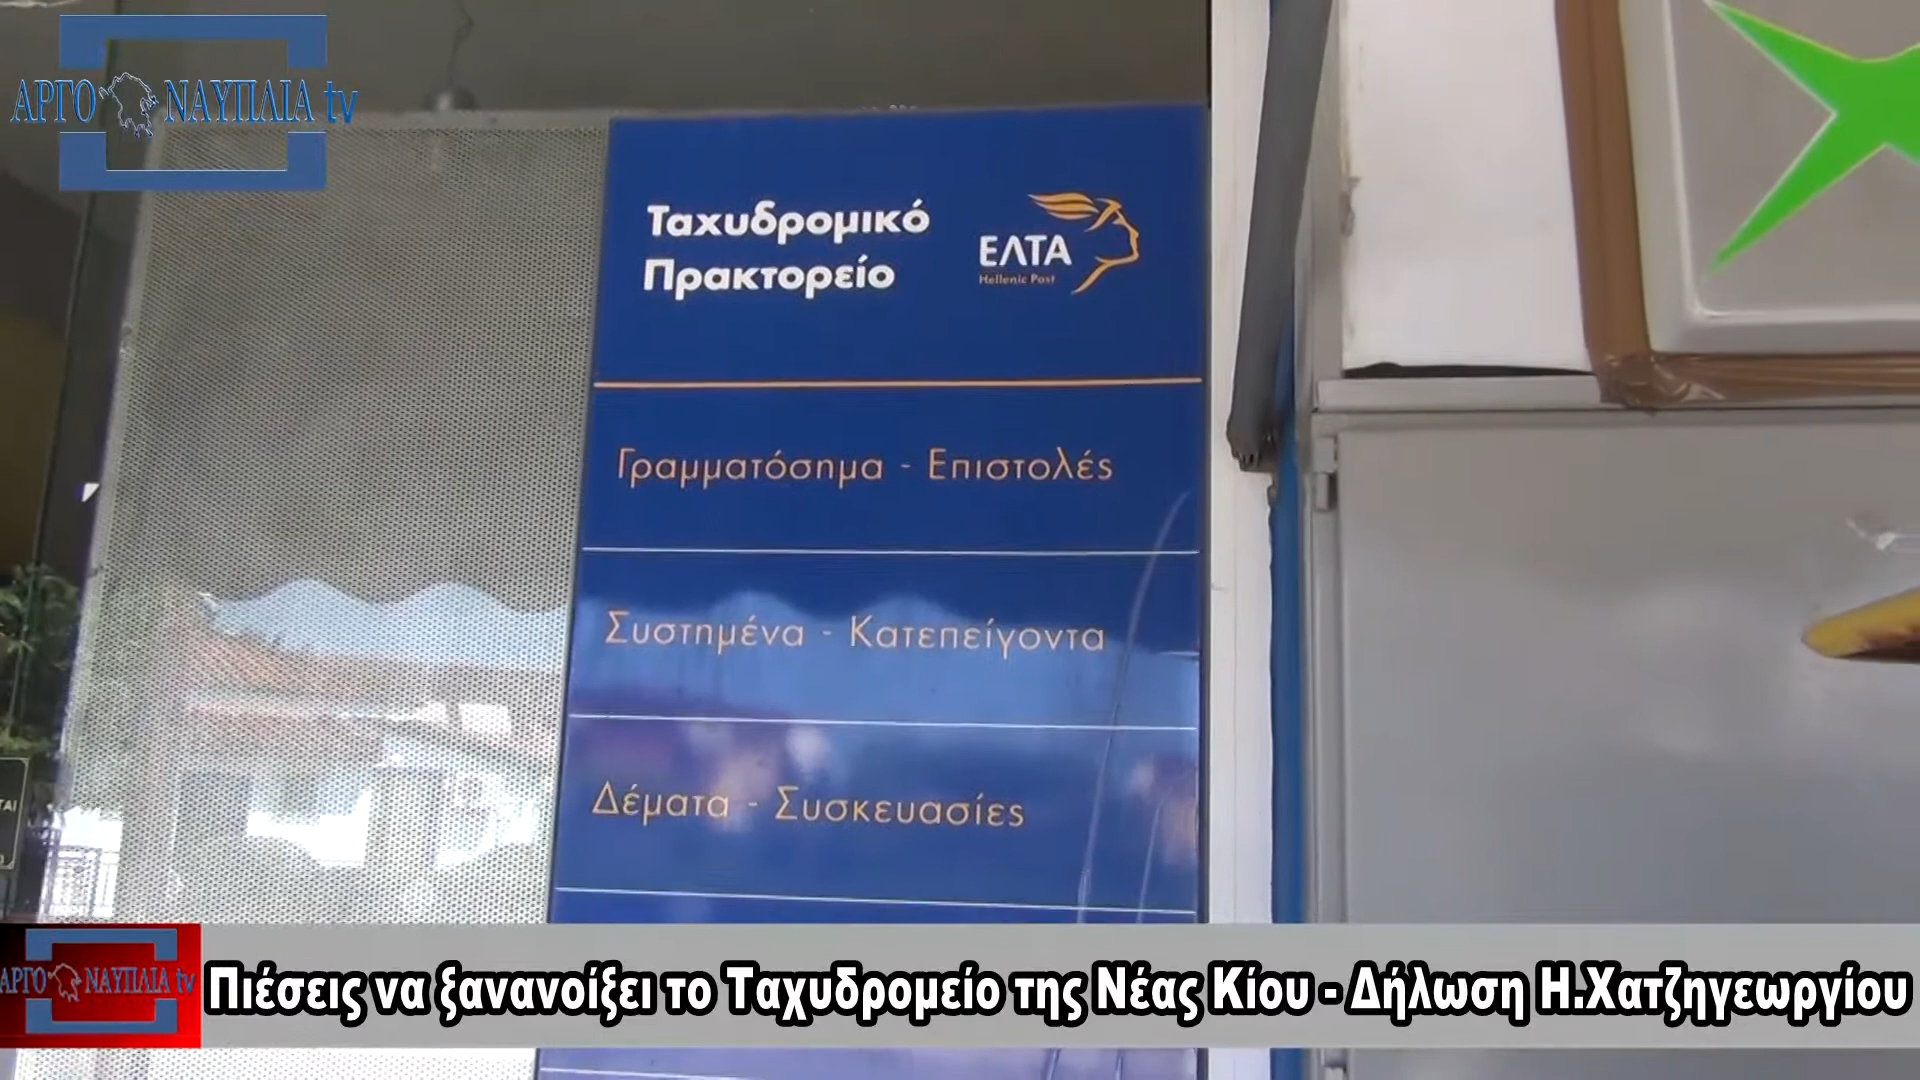 ΑΡΓΟ ΝΑΥΠΛΙΑ tv
Ταχυδρομικό
Πρακτορείο
ΕΛΤΑ
Hellenic Post
Γραμματόσημα - Επιστολές
Συστημένα - Κατεπείγοντα
Δέματα - Συσκευασίες
ΤΑΙ
ΑΡΓΟ ΝΑΥΠΛΙΑ tv
Πιέσεις να ξανανοίξει το Ταχυδρομείο της Νέας Κίου - Δήλωση Η.Χατζηγεωργίου